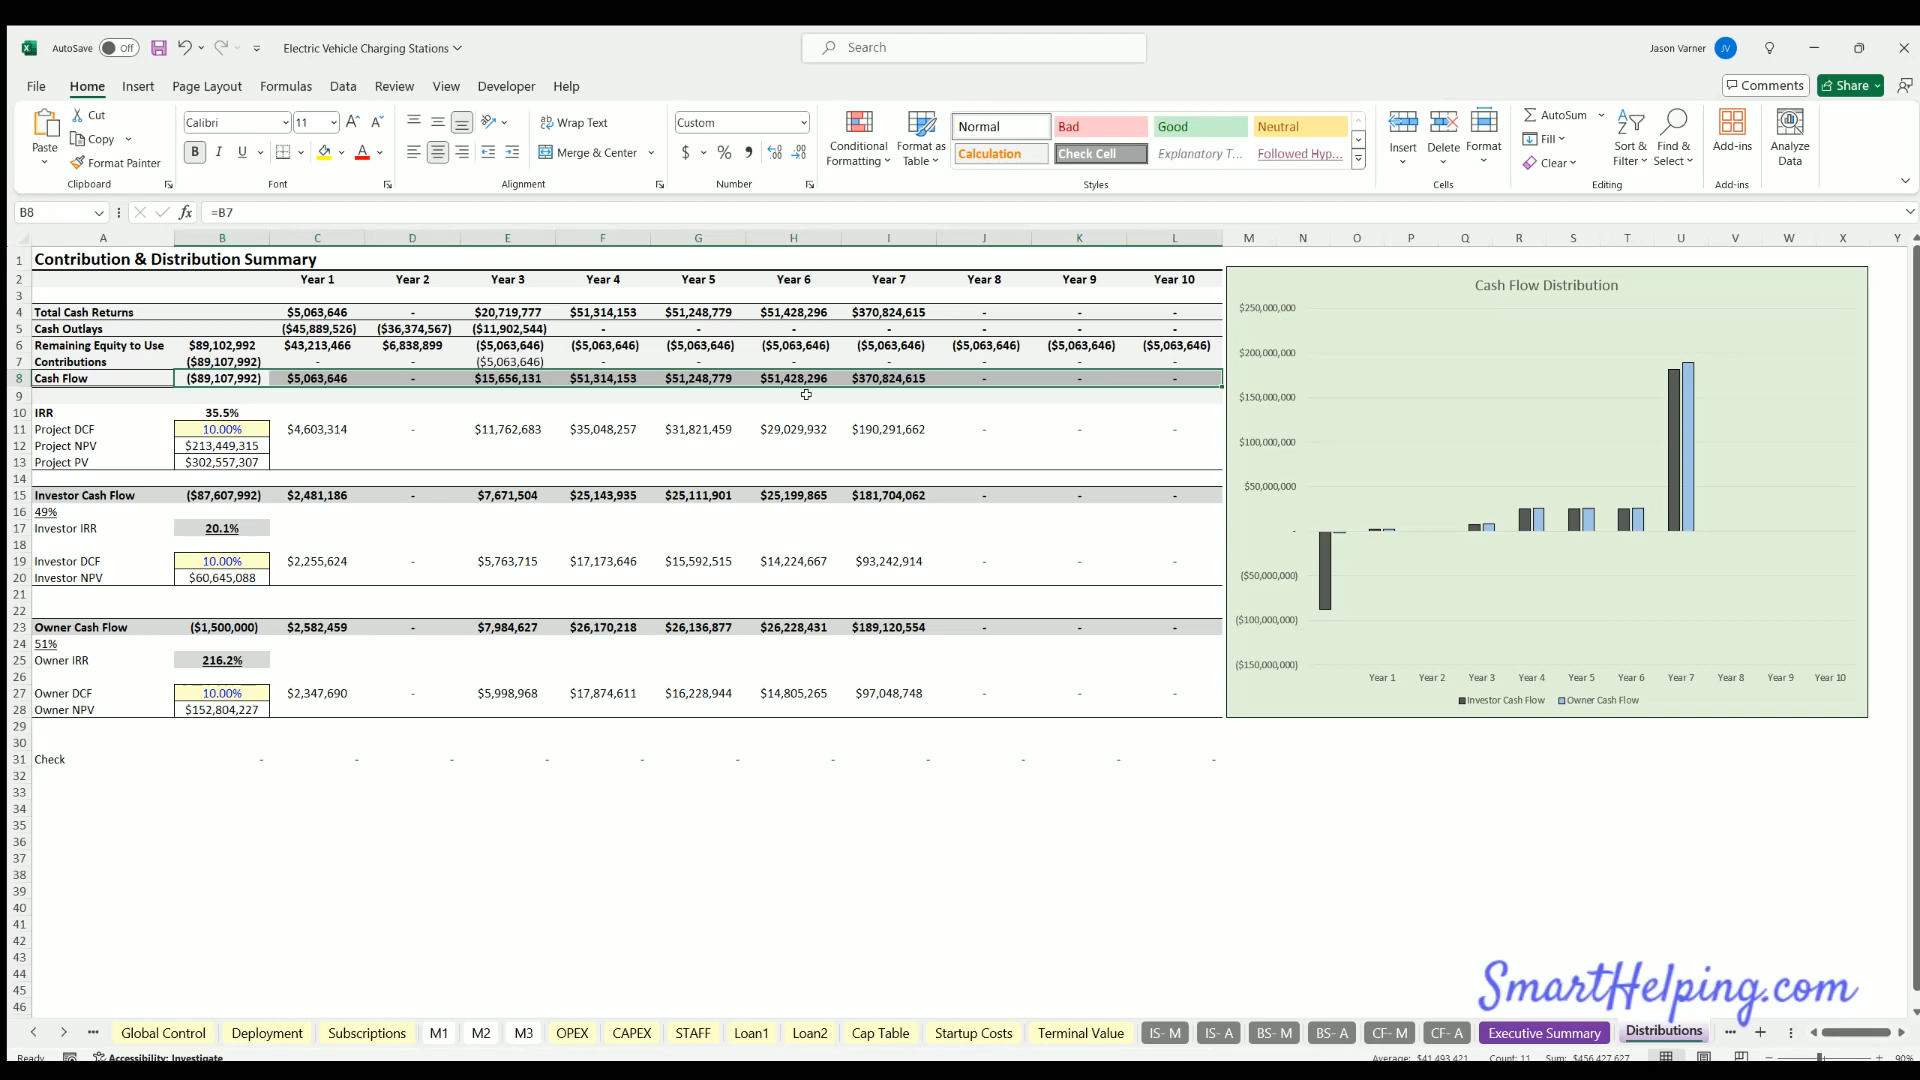 AutoSave Off Electric Vehicle Charging Stations Search Jason Varner JV
File Home Insert Page Layout Formulas Data Review View Developer Help Comments Share
Paste Cut Copy Format Painter Calibri 11 Wrap Text Merge & Center Custom Conditional Formatting Format as Table Normal Bad Good Neutral Calculation Check Cell Explanatory T... Followed Hyp... Insert Delete Format AutoSum Fill Clear Sort & Filter Find & Select Add-ins Analyze Data
Clipboard Font Alignment Number Styles Cells Editing Add-ins
B8 fx =B7
A B C D E F G H I J K L M N O P Q R S T U V W X Y
1 Contribution & Distribution Summary
2 Year 1 Year 2 Year 3 Year 4 Year 5 Year 6 Year 7 Year 8 Year 9 Year 10
3
4 Total Cash Returns $5,063,646 - $20,719,777 $51,314,153 $51,248,779 $51,428,296 $370,824,615 - - -
5 Cash Outlays ($45,889,526) ($36,374,567) ($11,902,544) - - - - - - -
6 Remaining Equity to Use $89,102,992 $43,213,466 $6,838,899 ($5,063,646) ($5,063,646) ($5,063,646) ($5,063,646) ($5,063,646) ($5,063,646) ($5,063,646) ($5,063,646)
7 Contributions ($89,107,992) - - ($5,063,646) - - - - - - -
8 Cash Flow ($89,107,992) $5,063,646 - $15,656,131 $51,314,153 $51,248,779 $51,428,296 $370,824,615 - - -
9
10 IRR 35.5%
11 Project DCF 10.00% $4,603,314 - $11,762,683 $35,048,257 $31,821,459 $29,029,932 $190,291,662 - - -
12 Project NPV $213,449,315
13 Project PV $302,557,307
14
15 Investor Cash Flow ($87,607,992) $2,481,186 - $7,671,504 $25,143,935 $25,111,901 $25,199,865 $181,704,062 - - -
16 49%
17 Investor IRR 20.1%
18
19 Investor DCF 10.00% $2,255,624 - $5,763,715 $17,173,646 $15,592,515 $14,224,667 $93,242,914 - - -
20 Investor NPV $60,645,088
21
22
23 Owner Cash Flow ($1,500,000) $2,582,459 - $7,984,627 $26,170,218 $26,136,877 $26,228,431 $189,120,554 - - -
24 51%
25 Owner IRR 216.2%
26
27 Owner DCF 10.00% $2,347,690 - $5,998,968 $17,874,611 $16,228,944 $14,805,265 $97,048,748 - - -
28 Owner NPV $152,804,227
29
30
31 Check - - - - - - - - - - -
32
33
34
35
36
37
38
39
40
41
42
43
44
45
46
Cash Flow Distribution
$250,000,000
$200,000,000
$150,000,000
$100,000,000
$50,000,000
-
($50,000,000)
($100,000,000)
($150,000,000)
Year 1 Year 2 Year 3 Year 4 Year 5 Year 6 Year 7 Year 8 Year 9 Year 10
Investor Cash Flow Owner Cash Flow
SmartHelping.com
Global Control Deployment Subscriptions M1 M2 M3 OPEX CAPEX STAFF Loan1 Loan2 Cap Table Startup Costs Terminal Value IS- M IS- A BS- M BS- A CF- M CF- A Executive Summary Distributions
Ready Accessibility: Investigate Average: $41,493,421 Count: 11 Sum: $456,427,627 90%